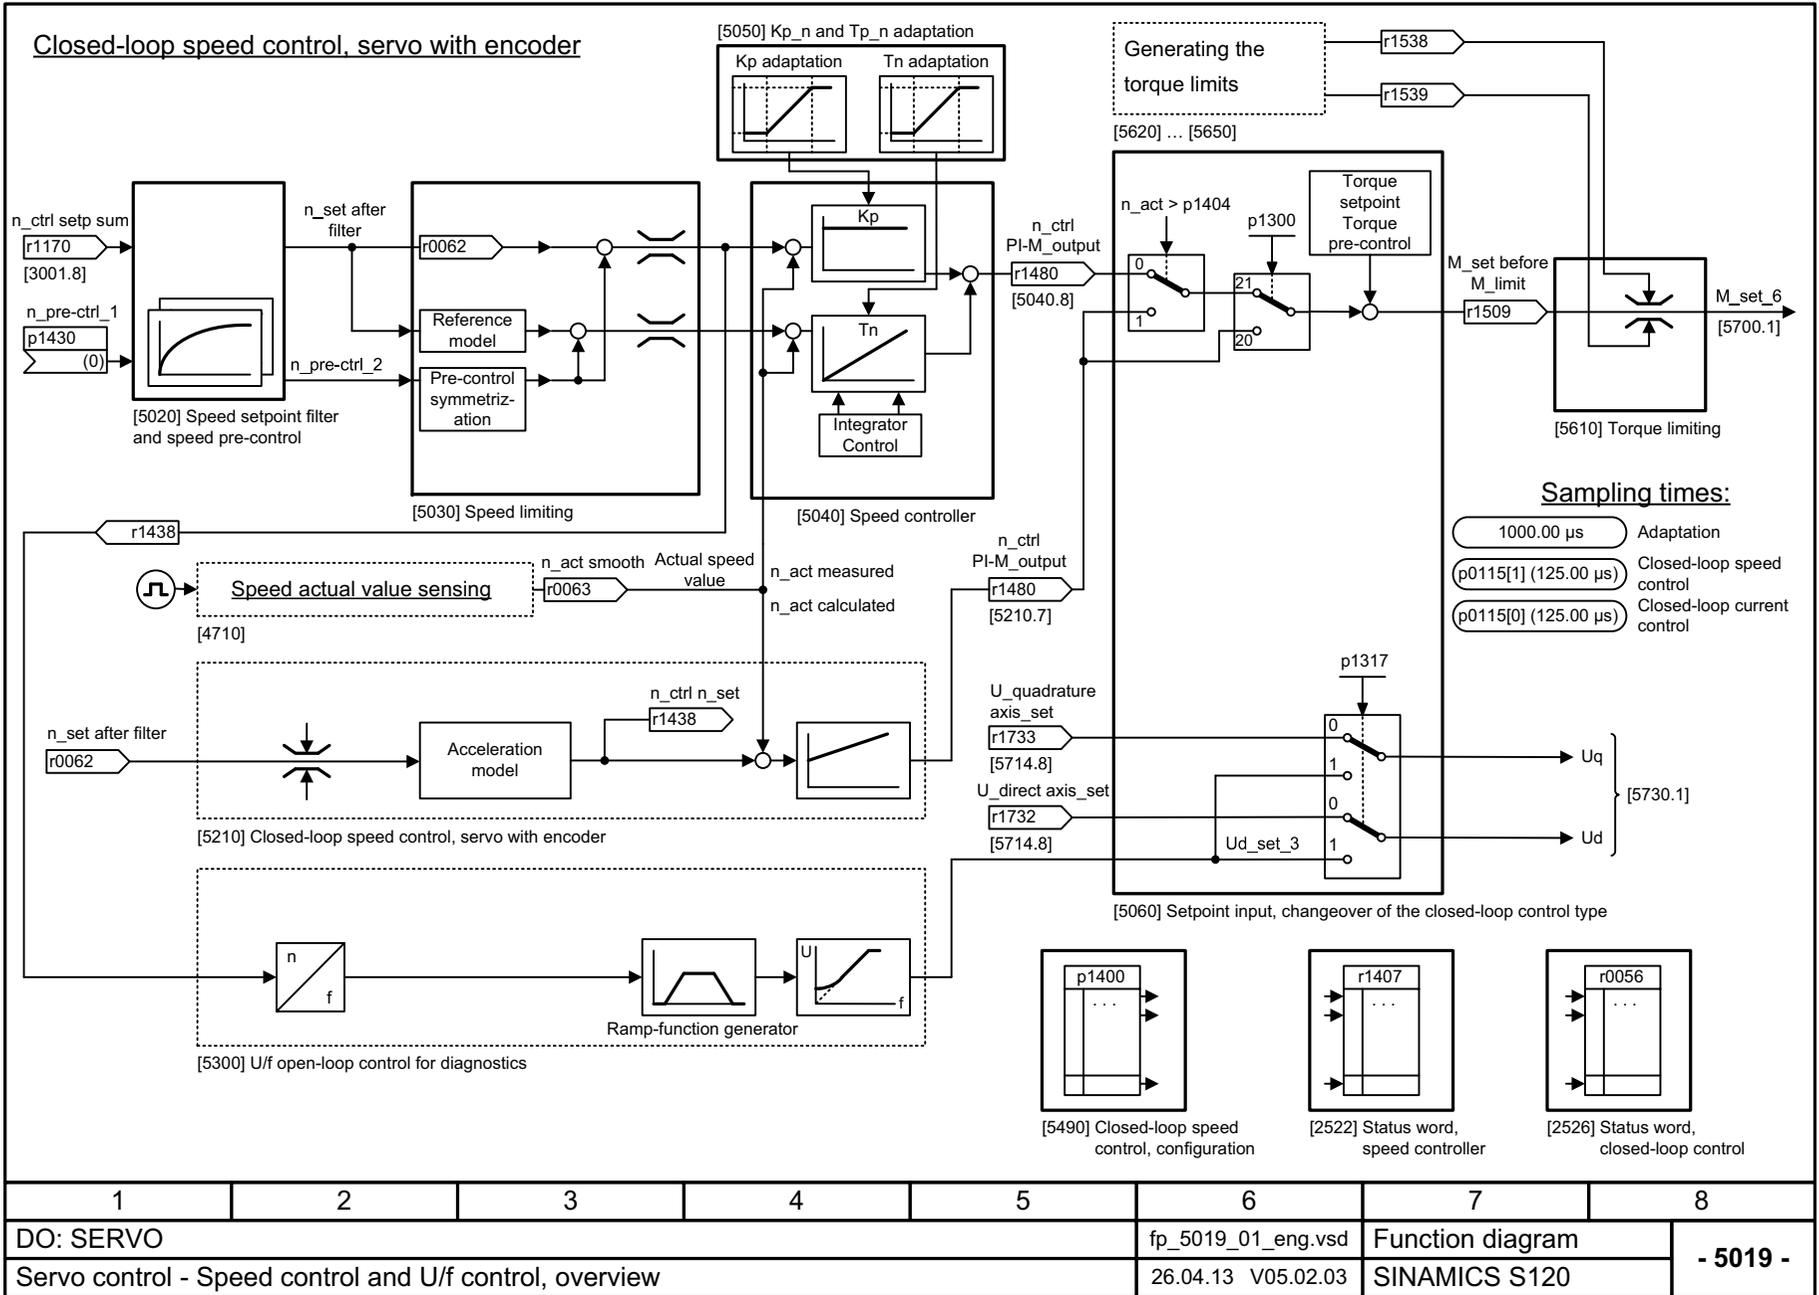 Closed-loop speed control, servo with encoder
[5050] Kp_n and Tp_n adaptation
Kp adaptation
Tn adaptation
Generating the
torque limits
r1538
r1539
[5620] … [5650]
n_ctrl setp sum
r1170
[3001.8]
n_pre-ctrl_1
p1430
(0)
[5020] Speed setpoint filter
and speed pre-control
n_set after
filter
n_pre-ctrl_2
r0062
Reference
model
Pre-control
symmetriz-
ation
[5030] Speed limiting
Kp
Tn
Integrator
Control
[5040] Speed controller
n_ctrl
PI-M_output
r1480
[5040.8]
n_act > p1404
0
1
p1300
21
20
Torque
setpoint
Torque
pre-control
M_set before
M_limit
r1509
M_set_6
[5700.1]
[5610] Torque limiting
Sampling times:
1000.00 µs
Adaptation
p0115[1] (125.00 µs)
Closed-loop speed
control
p0115[0] (125.00 µs)
Closed-loop current
control
r1438
Speed actual value sensing
[4710]
n_act smooth
r0063
Actual speed
value
n_act measured
n_act calculated
n_ctrl
PI-M_output
r1480
[5210.7]
n_set after filter
r0062
Acceleration
model
n_ctrl n_set
r1438
[5210] Closed-loop speed control, servo with encoder
U_quadrature
axis_set
r1733
[5714.8]
U_direct axis_set
r1732
[5714.8]
Ud_set_3
p1317
0
1
0
1
Uq
Ud
[5730.1]
[5060] Setpoint input, changeover of the closed-loop control type
n
f
Ramp-function generator
U
f
[5300] U/f open-loop control for diagnostics
p1400
. . .
[5490] Closed-loop speed
control, configuration
r1407
. . .
[2522] Status word,
speed controller
r0056
. . .
[2526] Status word,
closed-loop control
1 2 3 4 5 6 7 8
DO: SERVO
fp_5019_01_eng.vsd
Function diagram
- 5019 -
Servo control - Speed control and U/f control, overview
26.04.13 V05.02.03
SINAMICS S120